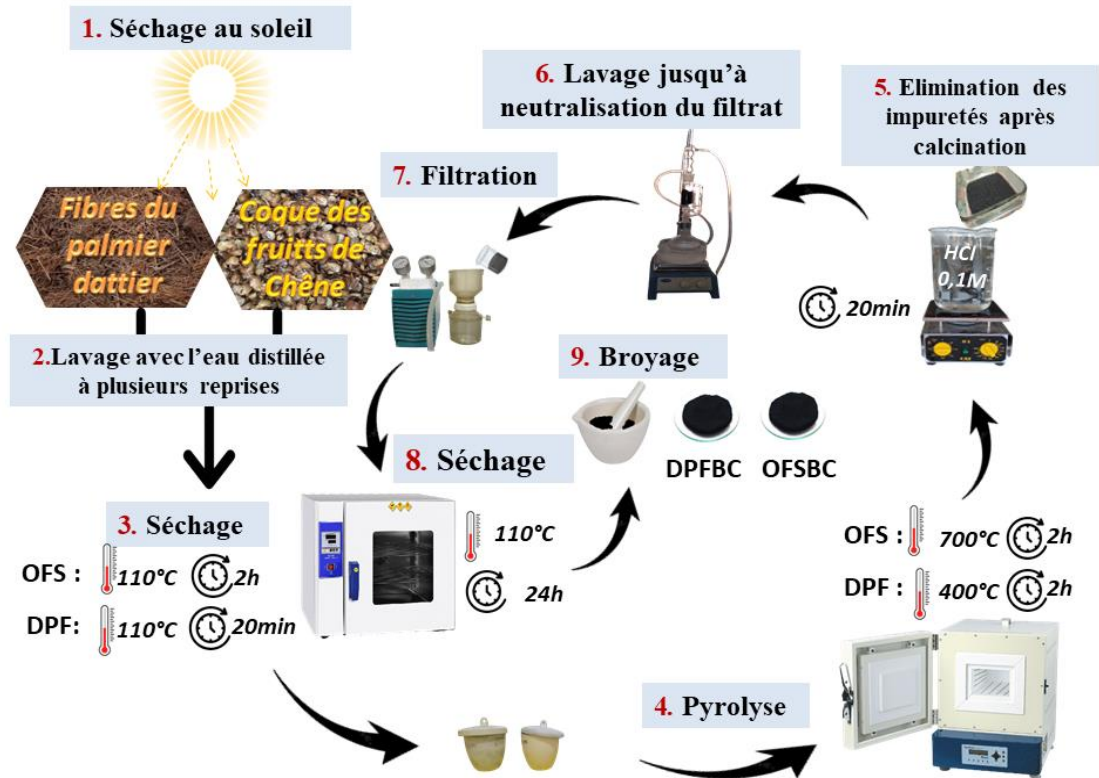 1. Séchage au soleil
Fibres du
palmier
dattier
Coque des
fruitts de
Chêne
2.Lavage avec l'eau distillée
à plusieurs reprises
3. Séchage
OFS : 110°C 2h
DPF: 110°C 20min
4. Pyrolyse
OFS : 700°C 2h
DPF : 400°C 2h
5. Elimination des
impuretés après
calcination
HCl
0,1M
20min
6. Lavage jusqu'à
neutralisation du filtrat
7. Filtration
8. Séchage
110°C
24h
9. Broyage
DPFBC OFSBC